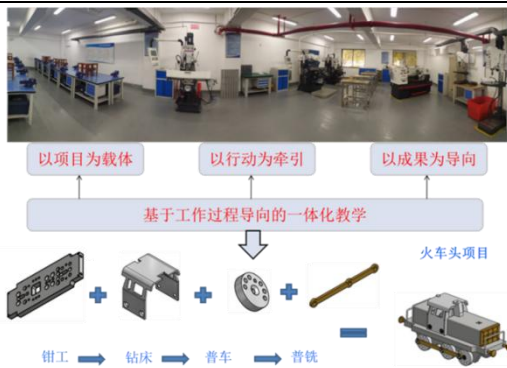 以项目为载体
以行动为牵引
以成果为导向
基于工作过程导向的一体化教学
火车头项目
钳工
钻床
普车
普铣